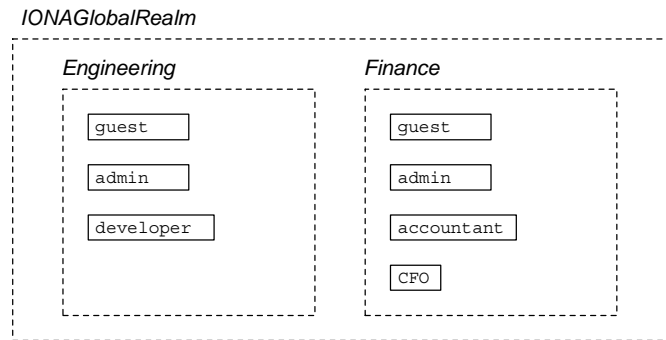 IONAGlobalRealm
Engineering
guest
admin
developer
Finance
guest
admin
accountant
CFO